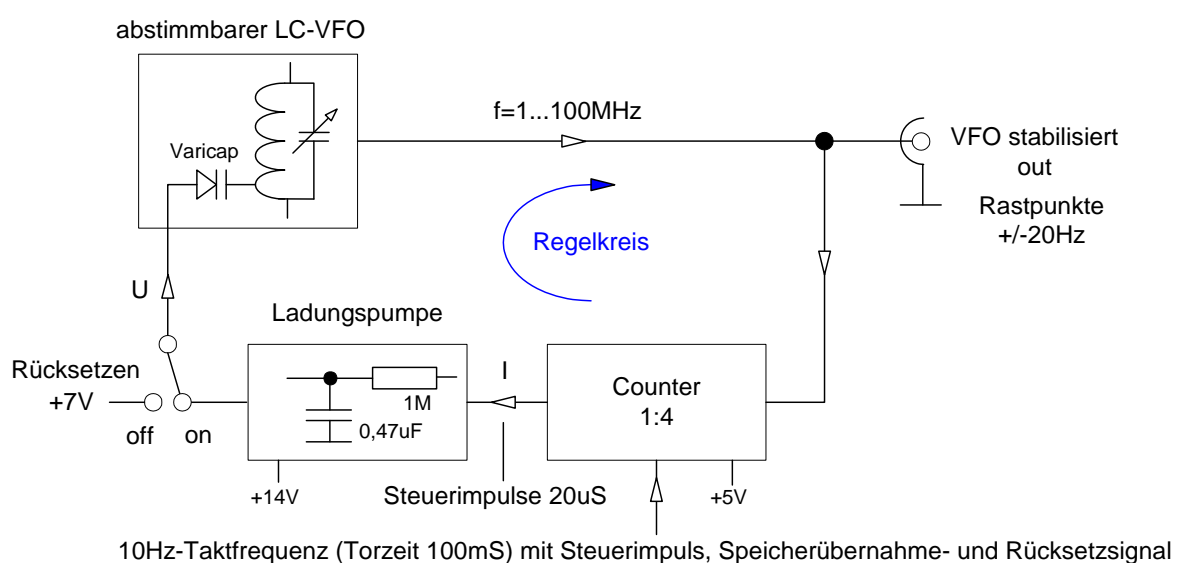 abstimmbarer LC-VFO
Varicap
f=1...100MHz
VFO stabilisiert
out
Rastpunkte
+/-20Hz
Regelkreis
U
Ladungspumpe
Rücksetzen
+7V
off
on
1M
0,47uF
+14V
I
Counter
1:4
Steuerimpulse 20uS
+5V
10Hz-Taktfrequenz (Torzeit 100mS) mit Steuerimpuls, Speicherübernahme- und Rücksetzsignal